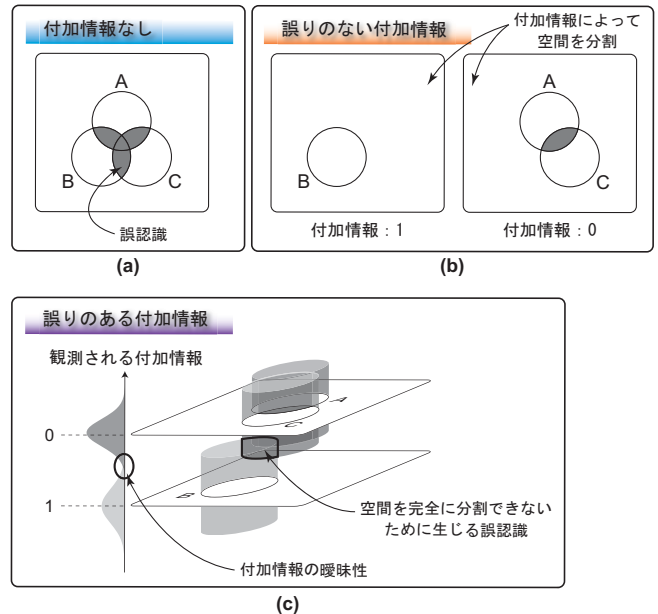 付加情報なし
A
B
C
誤認識
(a)
誤りのない付加情報
付加情報によって
空間を分割
B
付加情報：1
A
C
付加情報：0
(b)
誤りのある付加情報
観測される付加情報
0
1
A
C
B
空間を完全に分割できない
ために生じる誤認識
付加情報の曖昧性
(c)